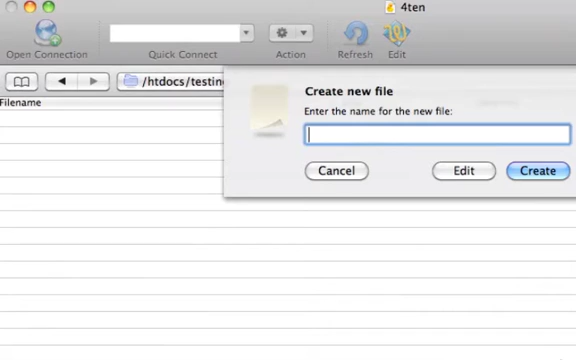 4ten
Open Connection
Quick Connect
Action
Refresh
Edit
/htdocs/testing
Filename
Create new file
Enter the name for the new file:
Cancel
Edit
Create